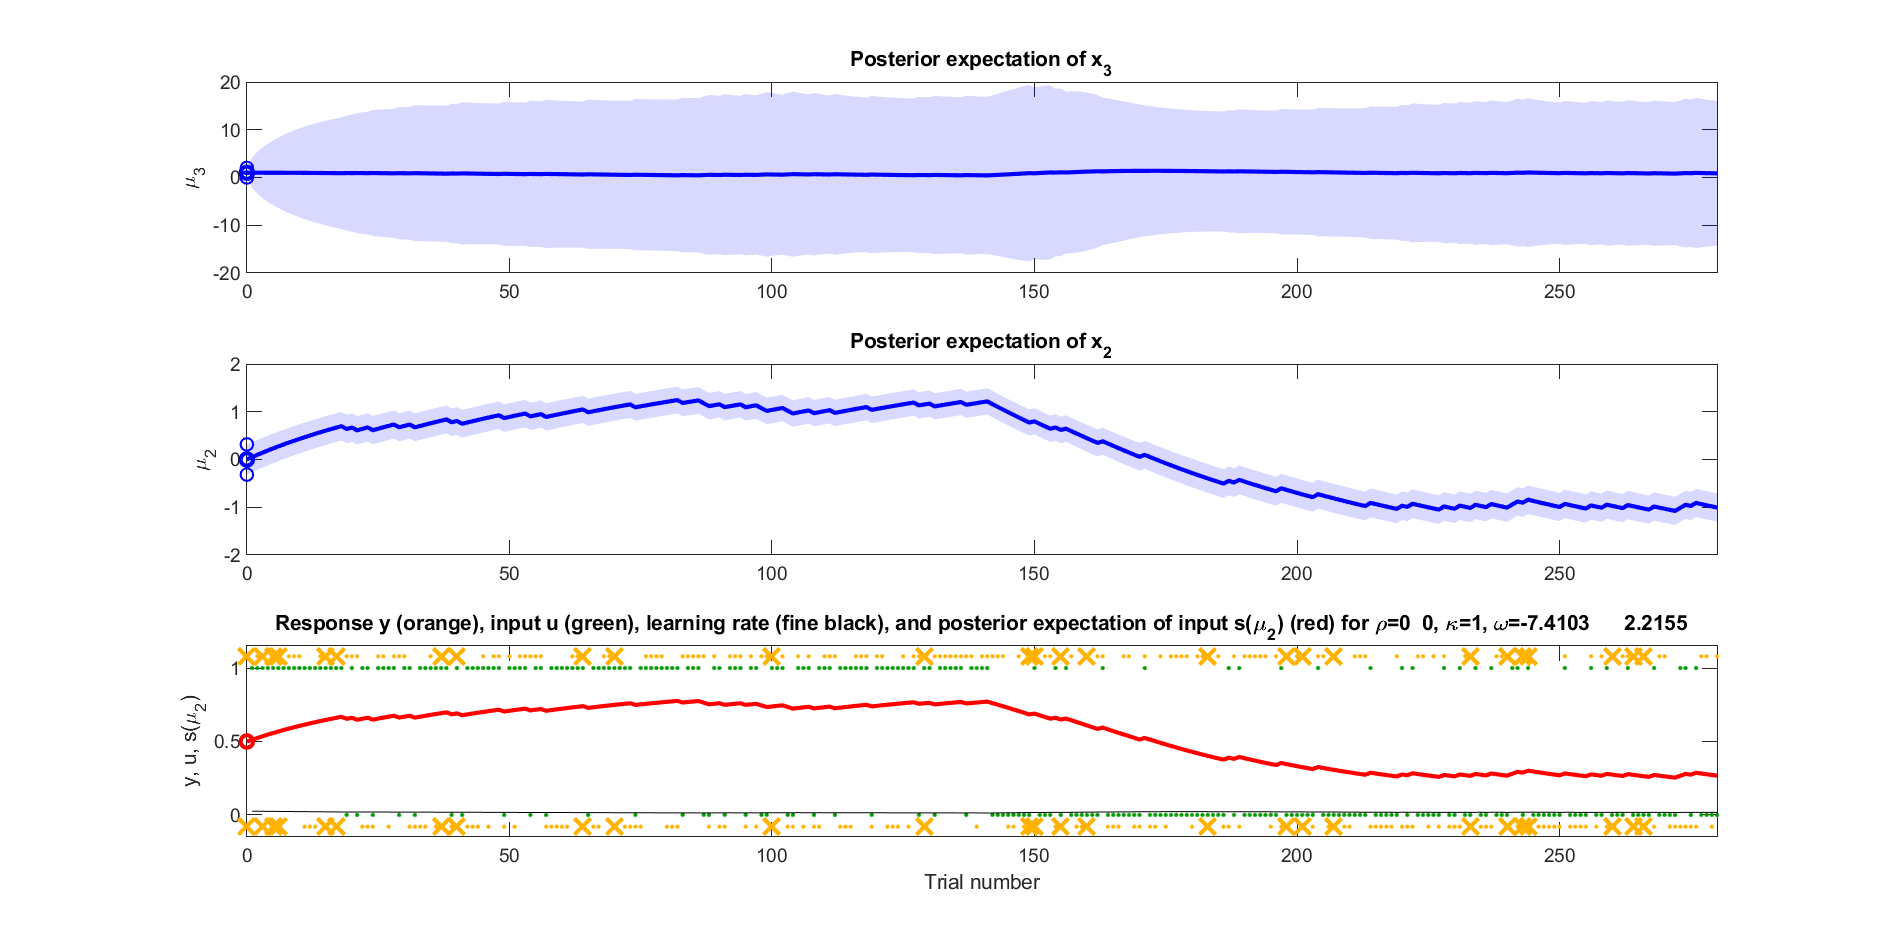 Posterior expectation of x3
20
10
0
-10
-20
μ3
0 50 100 150 200 250
Posterior expectation of x2
2
1
0
-1
-2
μ2
0 50 100 150 200 250
Response y (orange), input u (green), learning rate (fine black), and posterior expectation of input s(μ2) (red) for ρ=0 0, κ=1, ω=-7.4103 2.2155
1
0.5
0
y, u, s(μ2)
0 50 100 150 200 250
Trial number